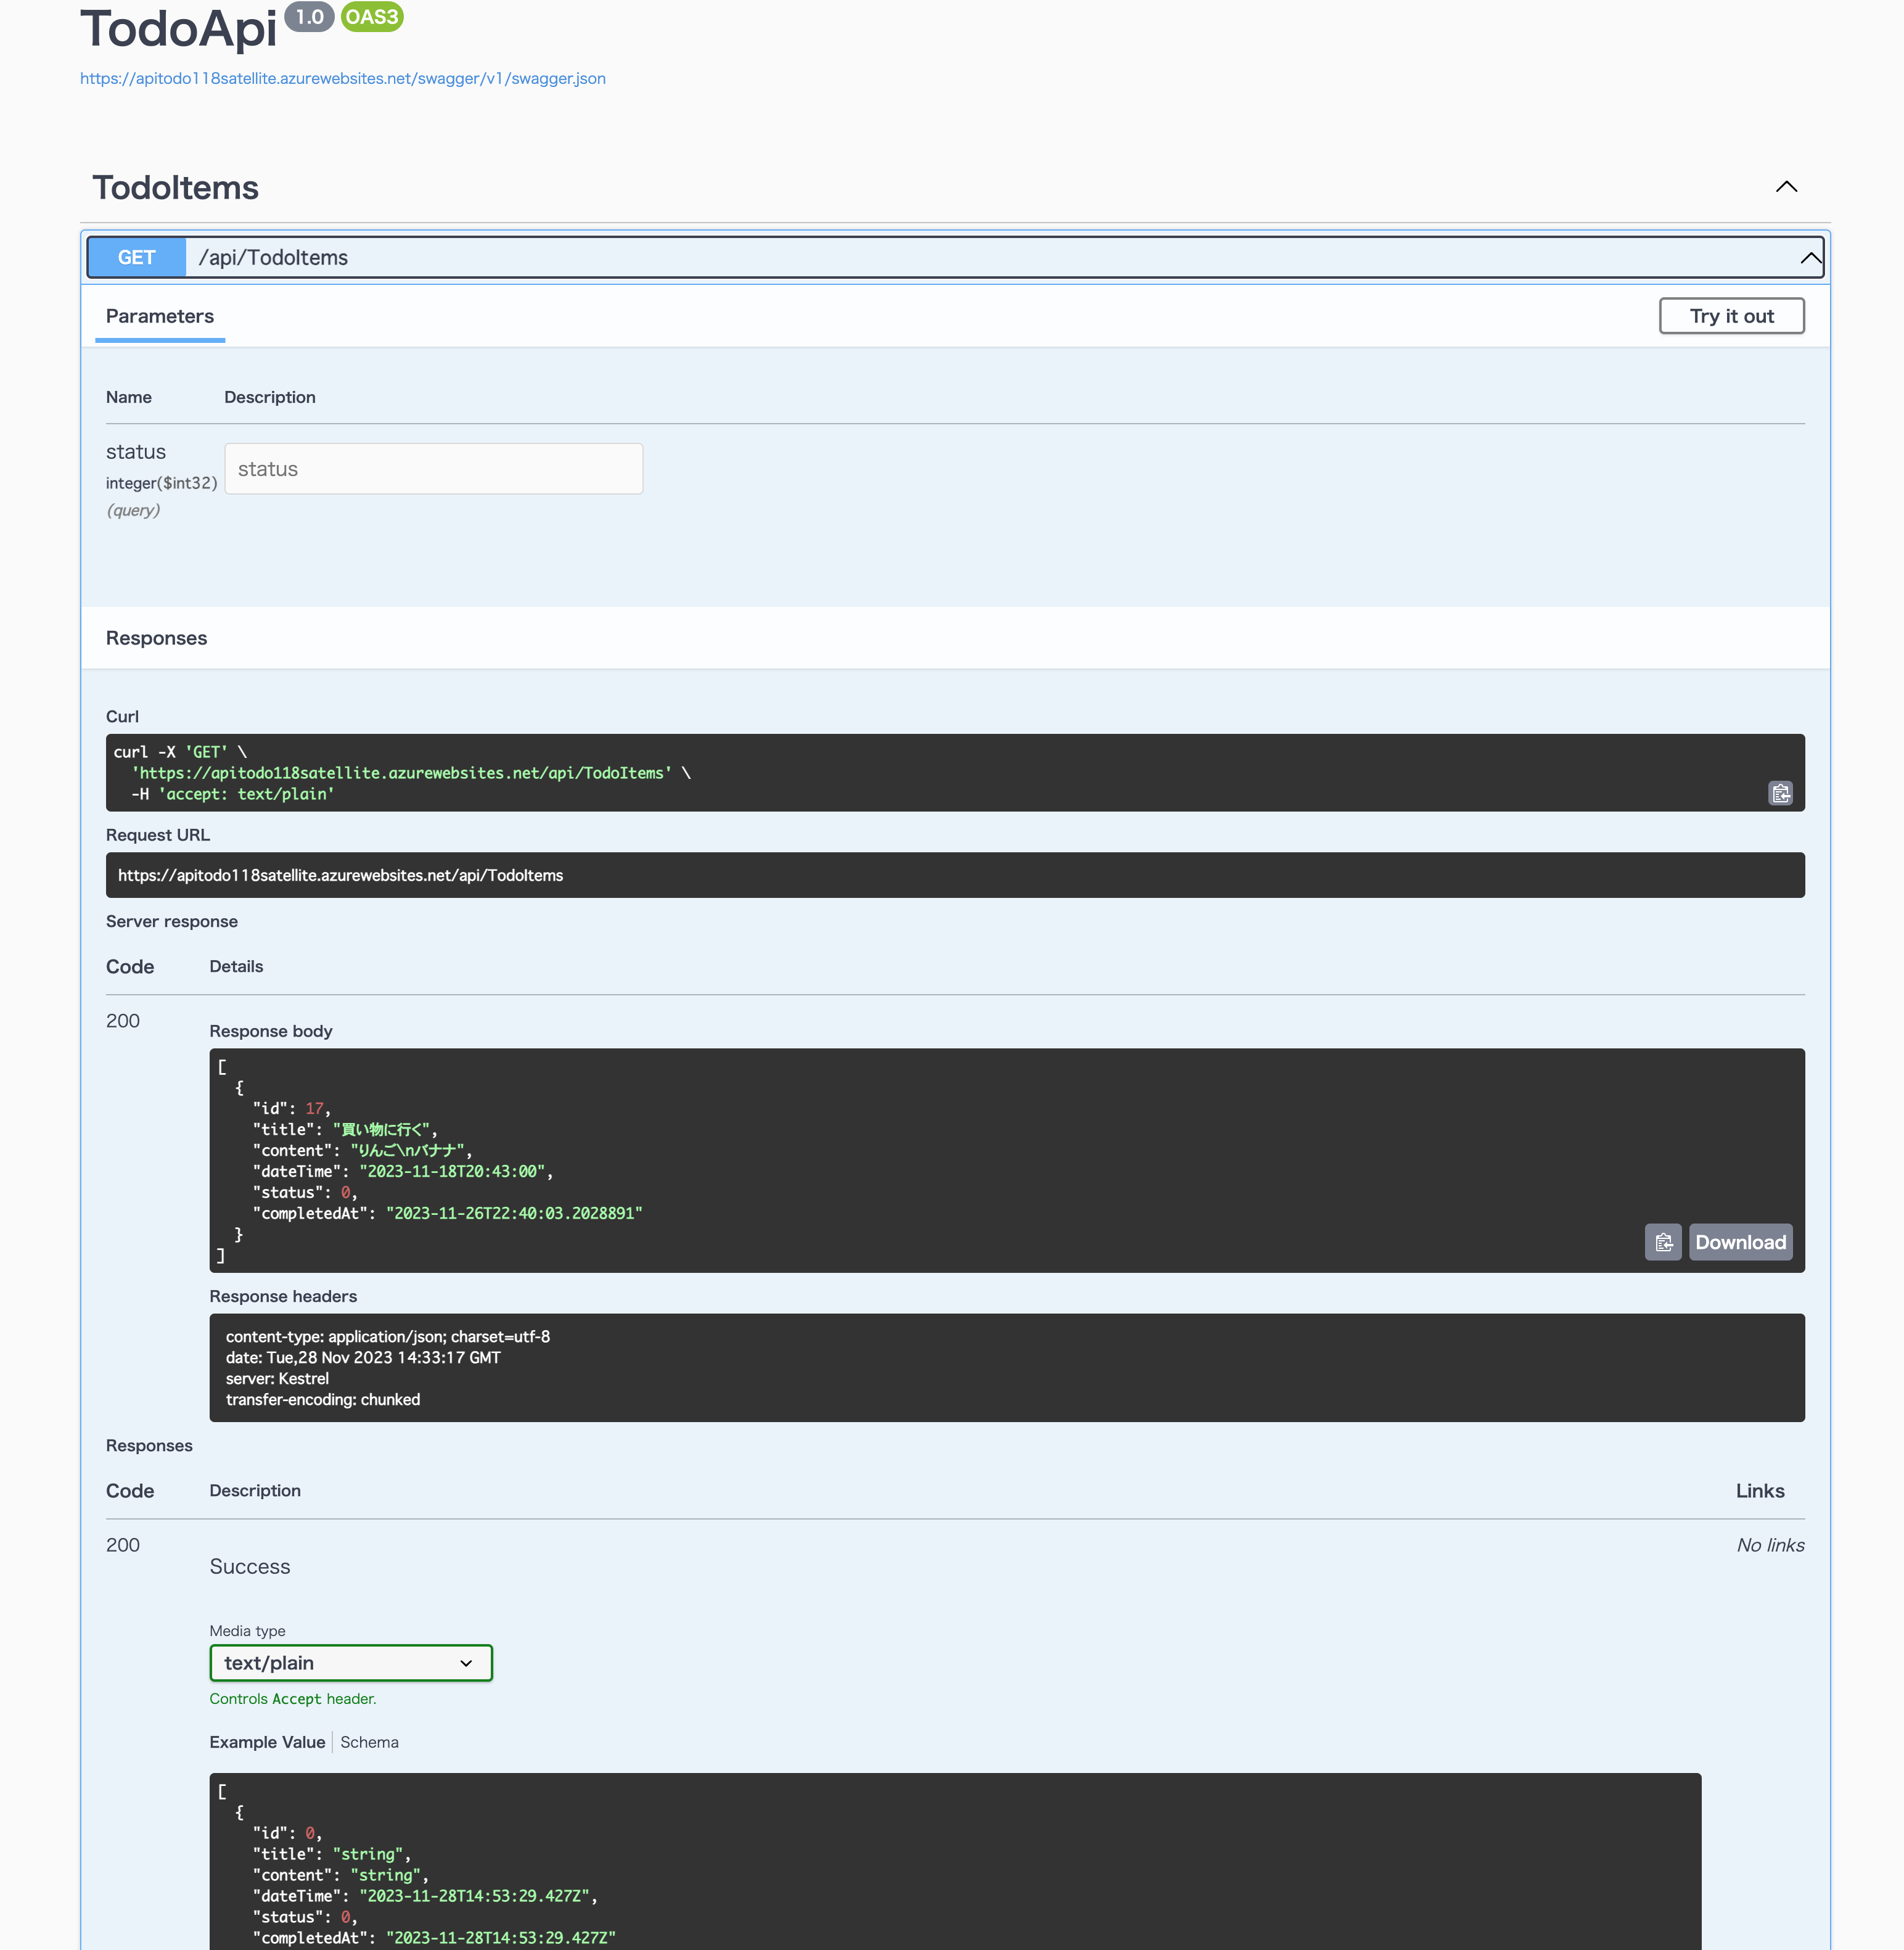 TodoApi 1.0 OAS3
https://apitodo118satellite.azurewebsites.net/swagger/v1/swagger.json
TodoItems
GET /api/TodoItems
Parameters
Try it out
Name Description
status
integer($int32)
(query)
status
Responses
Curl
curl -X 'GET' \
  'https://apitodo118satellite.azurewebsites.net/api/TodoItems' \
  -H 'accept: text/plain'
Request URL
https://apitodo118satellite.azurewebsites.net/api/TodoItems
Server response
Code Details
200
Response body
[
  {
    "id": 17,
    "title": "買い物に行く",
    "content": "りんご\nバナナ",
    "dateTime": "2023-11-18T20:43:00",
    "status": 0,
    "completedAt": "2023-11-26T22:40:03.2028891"
  }
]
Download
Response headers
content-type: application/json; charset=utf-8
date: Tue,28 Nov 2023 14:33:17 GMT
server: Kestrel
transfer-encoding: chunked
Responses
Code Description Links
200
Success
No links
Media type
text/plain
Controls Accept header.
Example Value Schema
[
  {
    "id": 0,
    "title": "string",
    "content": "string",
    "dateTime": "2023-11-28T14:53:29.427Z",
    "status": 0,
    "completedAt": "2023-11-28T14:53:29.427Z"